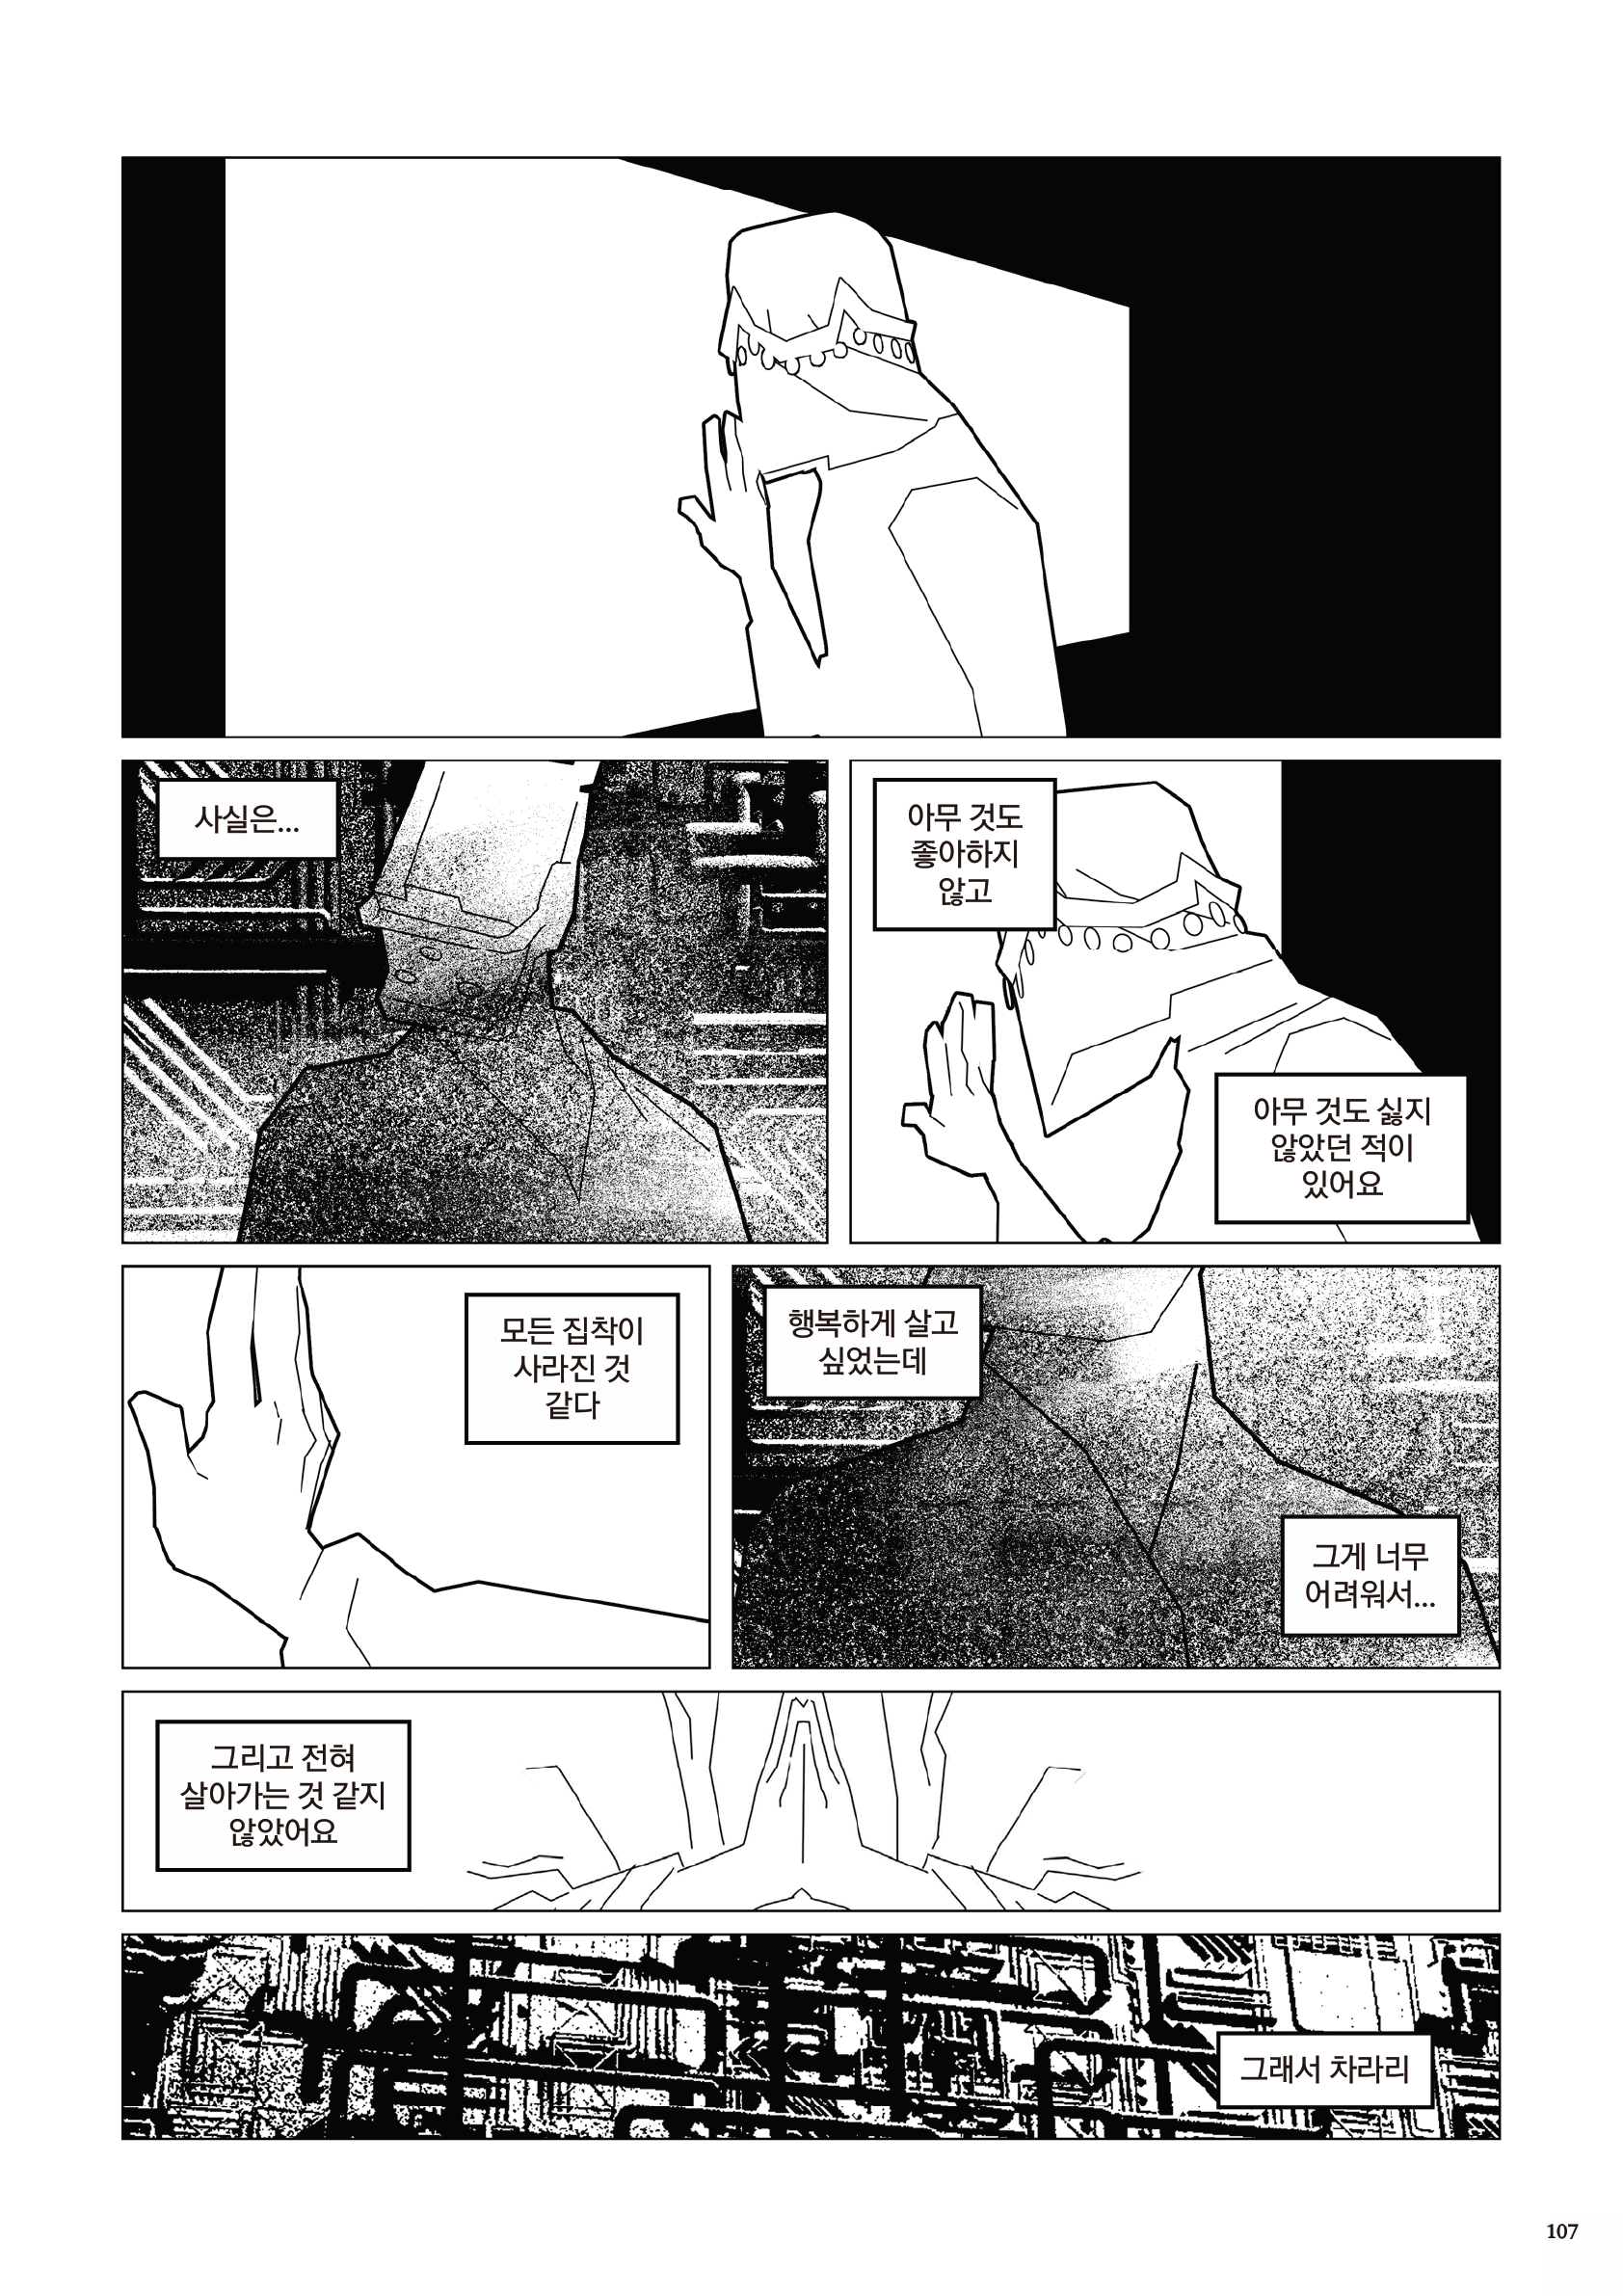 사실은...
아무 것도
좋아하지
않고
아무 것도 싫지
않았던 적이
있어요
모든 집착이
사라진 것
같다
행복하게 살고
싶었는데
그게 너무
어려워서...
그리고 전혀
살아가는 것 같지
않았어요
그래서 차라리
107